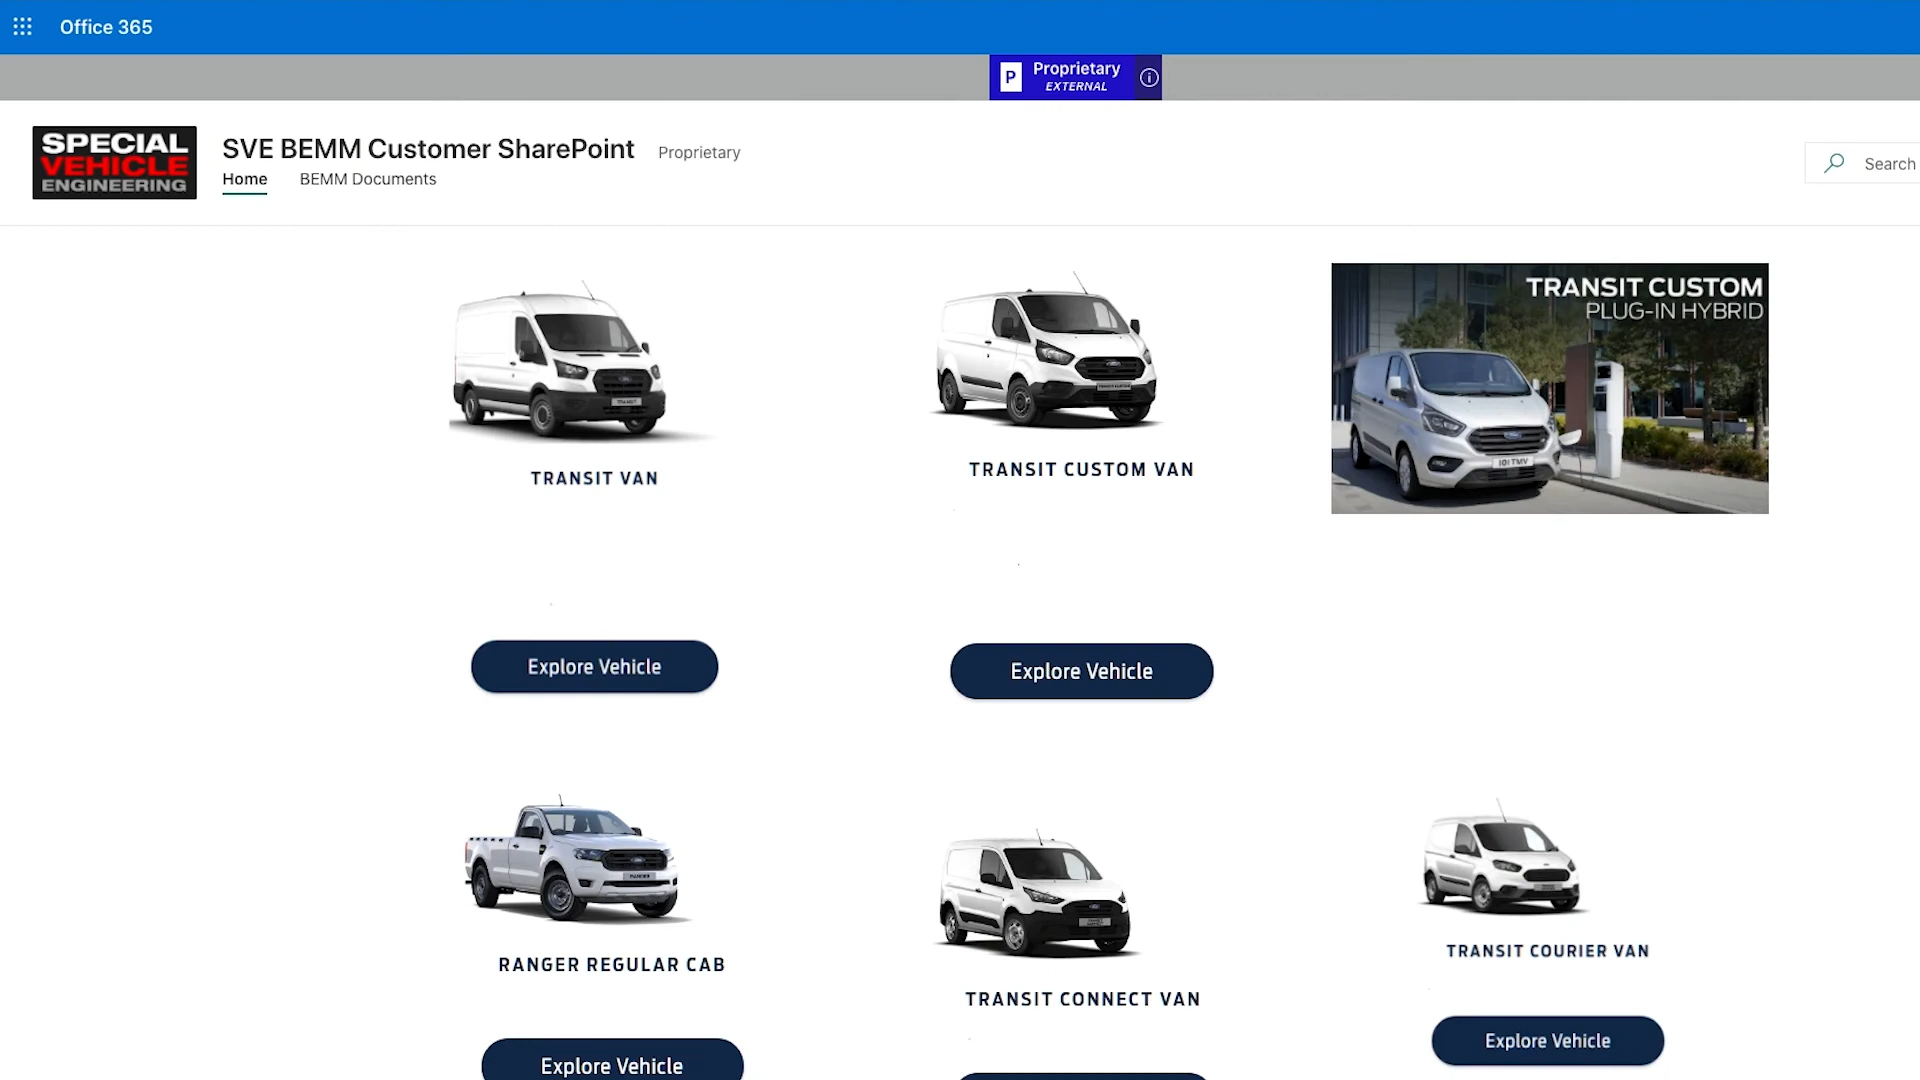 Office 365
P
Proprietary
EXTERNAL
SPECIAL
VEHICLE
ENGINEERING
SVE BEMM Customer SharePoint
Proprietary
Home
BEMM Documents
Search
TRANSIT CUSTOM
PLUG-IN HYBRID
101 TMV
TRANSIT VAN
TRANSIT CUSTOM VAN
Explore Vehicle
Explore Vehicle
RANGER REGULAR CAB
TRANSIT CONNECT VAN
TRANSIT COURIER VAN
Explore Vehicle
Explore Vehicle